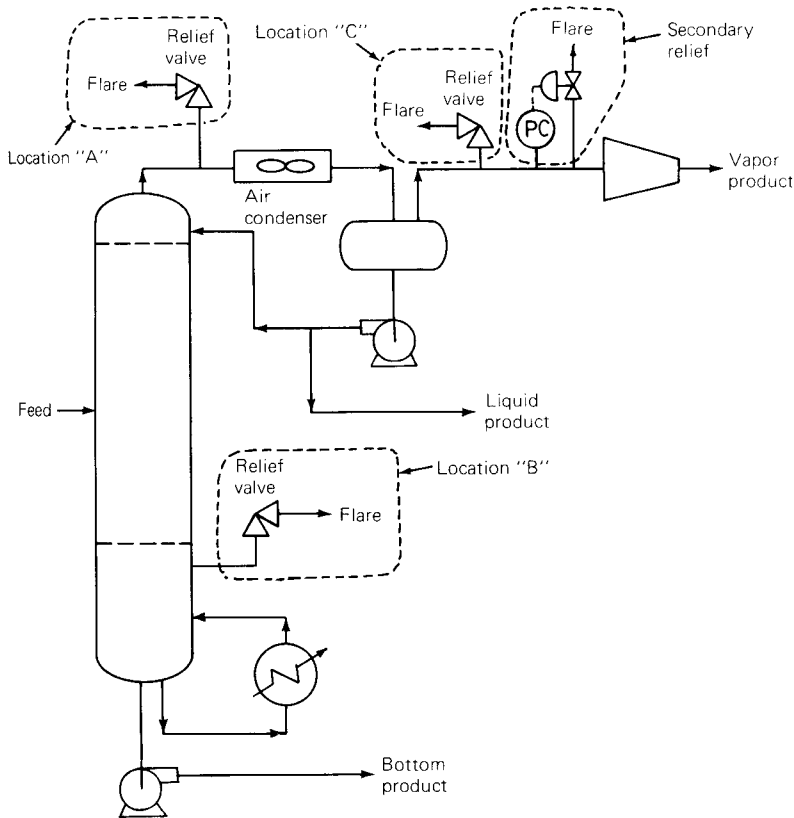 Relief
valve
Flare
Location "A"
Location "C"
Relief
valve
Flare
Flare
Secondary
relief
PC
Air
condenser
Vapor
product
Feed
Liquid
product
Relief
valve
Location "B"
Flare
Bottom
product